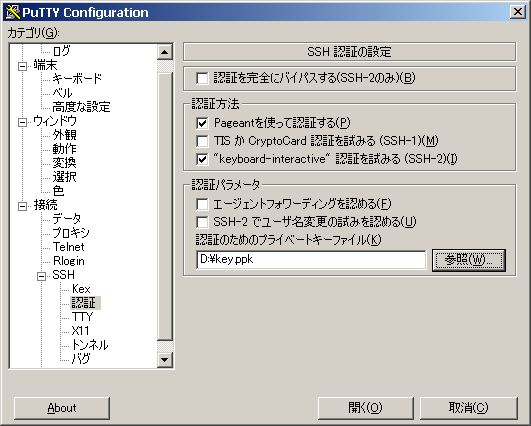 PuTTY Configuration
カテゴリ(G):
ログ
端末
キーボード
ベル
高度な設定
ウィンドウ
外観
動作
変換
選択
色
接続
データ
プロキシ
Telnet
Rlogin
SSH
Kex
認証
TTY
X11
トンネル
バグ
SSH 認証の設定
認証を完全にバイパスする(SSH-2のみ)(B)
認証方法
Pageantを使って認証する(P)
TIS か CryptoCard 認証を試みる (SSH-1)(M)
"keyboard-interactive" 認証を試みる (SSH-2)(I)
認証パラメータ
エージェントフォワーディングを認める(F)
SSH-2 でユーザ名変更の試みを認める(U)
認証のためのプライベートキーファイル(K)
D:¥key.ppk
参照(W)...
About
開く(O)
取消(C)